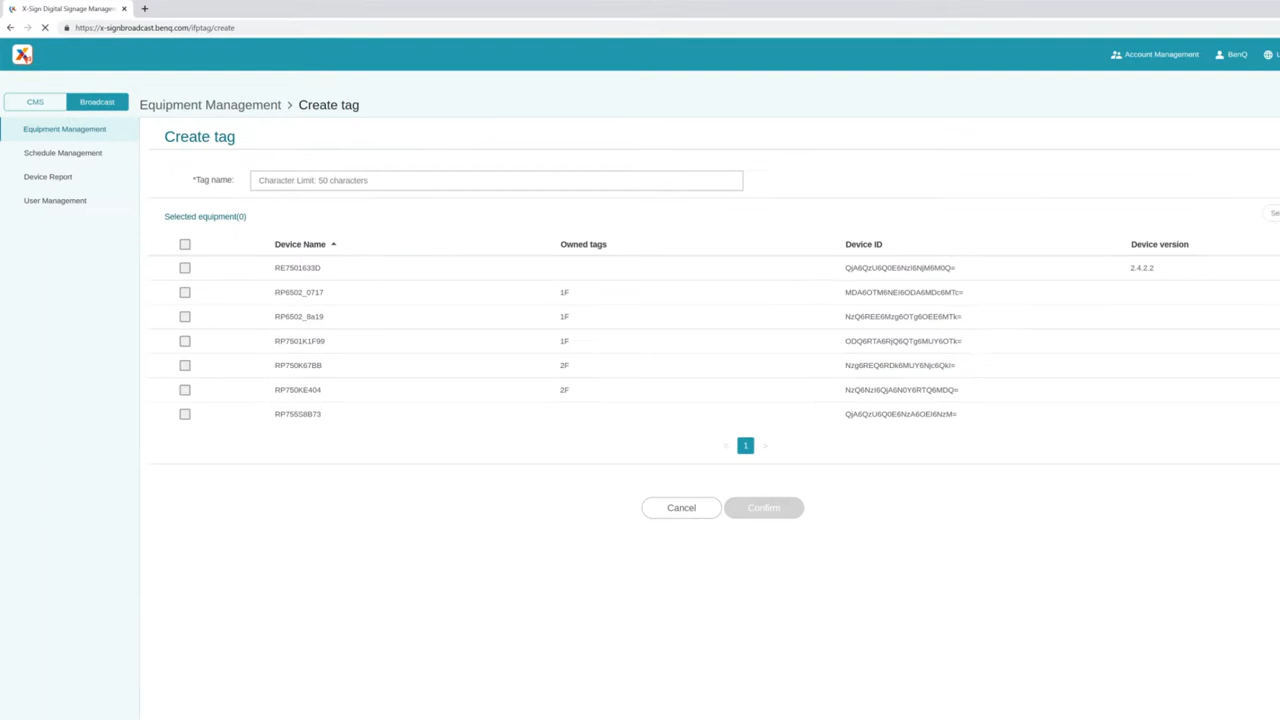 X-Sign Digital Signage Manager
https://x-signbroadcast.benq.com/ifptag/create
Account Management
BenQ
CMS
Broadcast
Equipment Management > Create tag
Equipment Management
Schedule Management
Device Report
User Management
Create tag
*Tag name:
Character Limit: 50 characters
Selected equipment(0)
Device Name
Owned tags
Device ID
Device version
RE7501633D
QjA6QzU6Q0E6NzI6NjM6M0Q=
2.4.2.2
RP6502_0717
1F
MDA6OTM6NEI6ODA6MDc6MTc=
RP6502_8a19
1F
NzQ6REE6Mzg6OTg6OEE6MTk=
RP7501K1F99
1F
ODQ6RTA6RjQ6QTg6MUY6OTk=
RP750K67BB
2F
Nzg6REQ6RDk6MUY6Njc6QkI=
RP750KE404
2F
NzQ6NzI6QjA6N0Y6RTQ6MDQ=
RP755S8B73
QjA6QzU6Q0E6NzA6OEI6NzM=
< 1 >
Cancel
Confirm